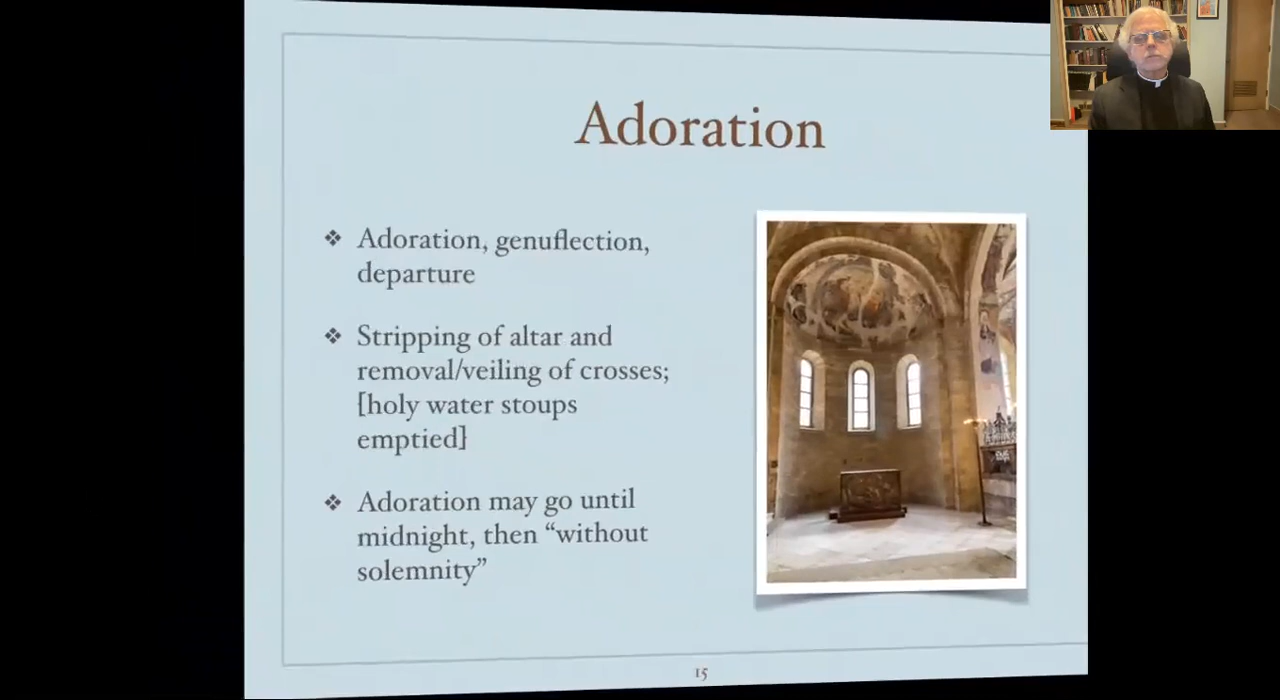 Adoration
❖ Adoration, genuflection,
departure
❖ Stripping of altar and
removal/veiling of crosses;
[holy water stoups
emptied]
❖ Adoration may go until
midnight, then “without
solemnity”
15